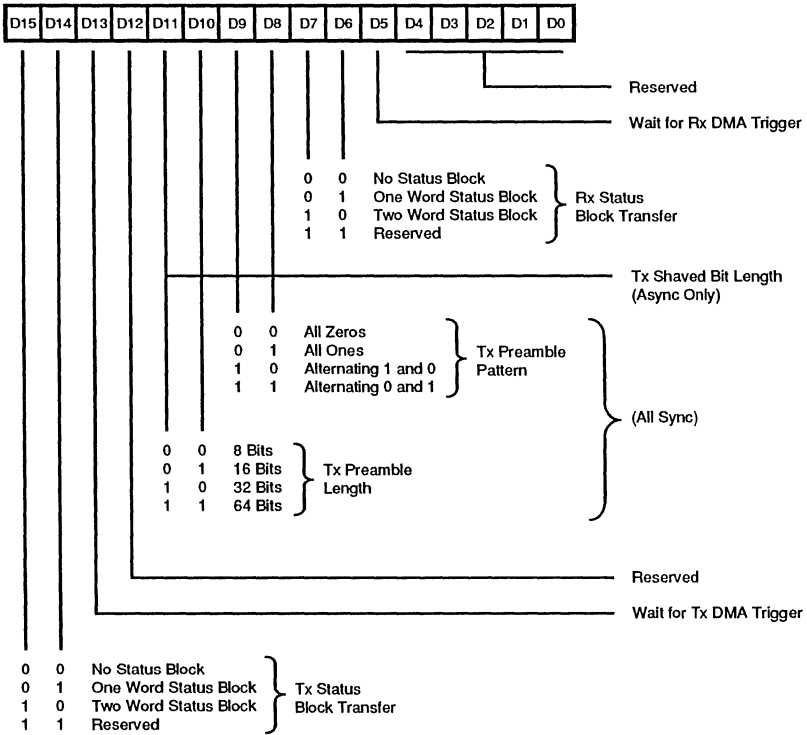 D15 D14 D13 D12 D11 D10 D9 D8 D7 D6 D5 D4 D3 D2 D1 D0
Reserved
Wait for Rx DMA Trigger
0 0 No Status Block
0 1 One Word Status Block
1 0 Two Word Status Block
1 1 Reserved
Rx Status
Block Transfer
Tx Shaved Bit Length
(Async Only)
0 0 All Zeros
0 1 All Ones
1 0 Alternating 1 and 0
1 1 Alternating 0 and 1
Tx Preamble
Pattern
(All Sync)
0 0 8 Bits
0 1 16 Bits
1 0 32 Bits
1 1 64 Bits
Tx Preamble
Length
Reserved
Wait for Tx DMA Trigger
0 0 No Status Block
0 1 One Word Status Block
1 0 Two Word Status Block
1 1 Reserved
Tx Status
Block Transfer